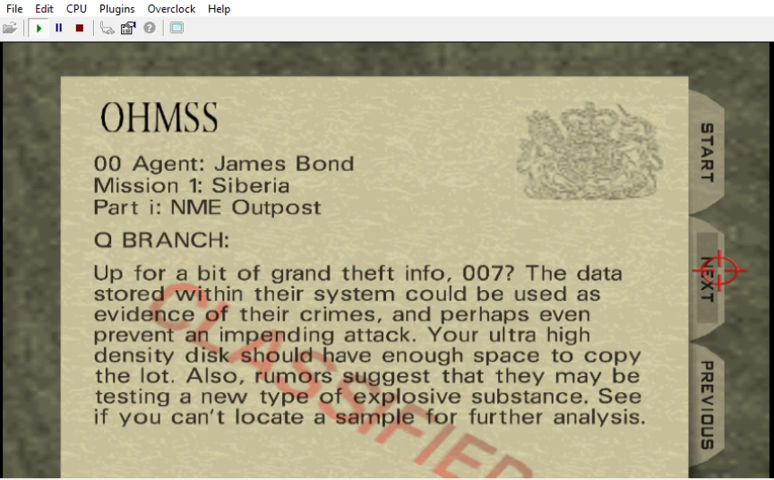 File Edit CPU Plugins Overclock Help
OHMSS
00 Agent: James Bond
Mission 1: Siberia
Part i: NME Outpost
Q BRANCH:
Up for a bit of grand theft info, 007? The data
stored within their system could be used as
evidence of their crimes, and perhaps even
prevent an impending attack. Your ultra high
density disk should have enough space to copy
the lot. Also, rumors suggest that they may be
testing a new type of explosive substance. See
if you can't locate a sample for further analysis.
CLASSIFIED
START
NEXT
PREVIOUS